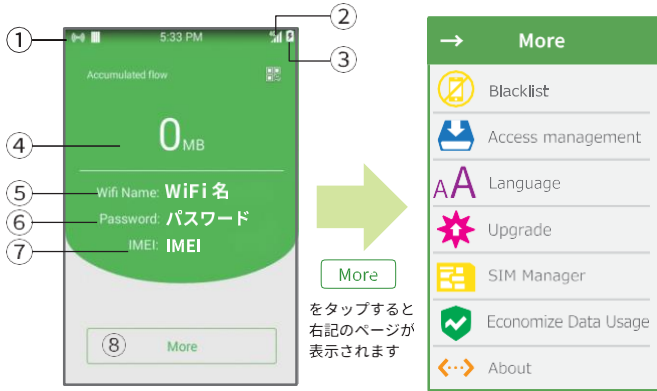 ①
②
③
④
⑤
⑥
⑦
5:33 PM
Accumulated flow
0MB
Wifi Name: WiFi 名
Password: パスワード
IMEI: IMEI
⑧
More
More
をタップすると
右記のページが
表示されます
→ More
Blacklist
Access management
AA Language
Upgrade
SIM Manager
Economize Data Usage
About